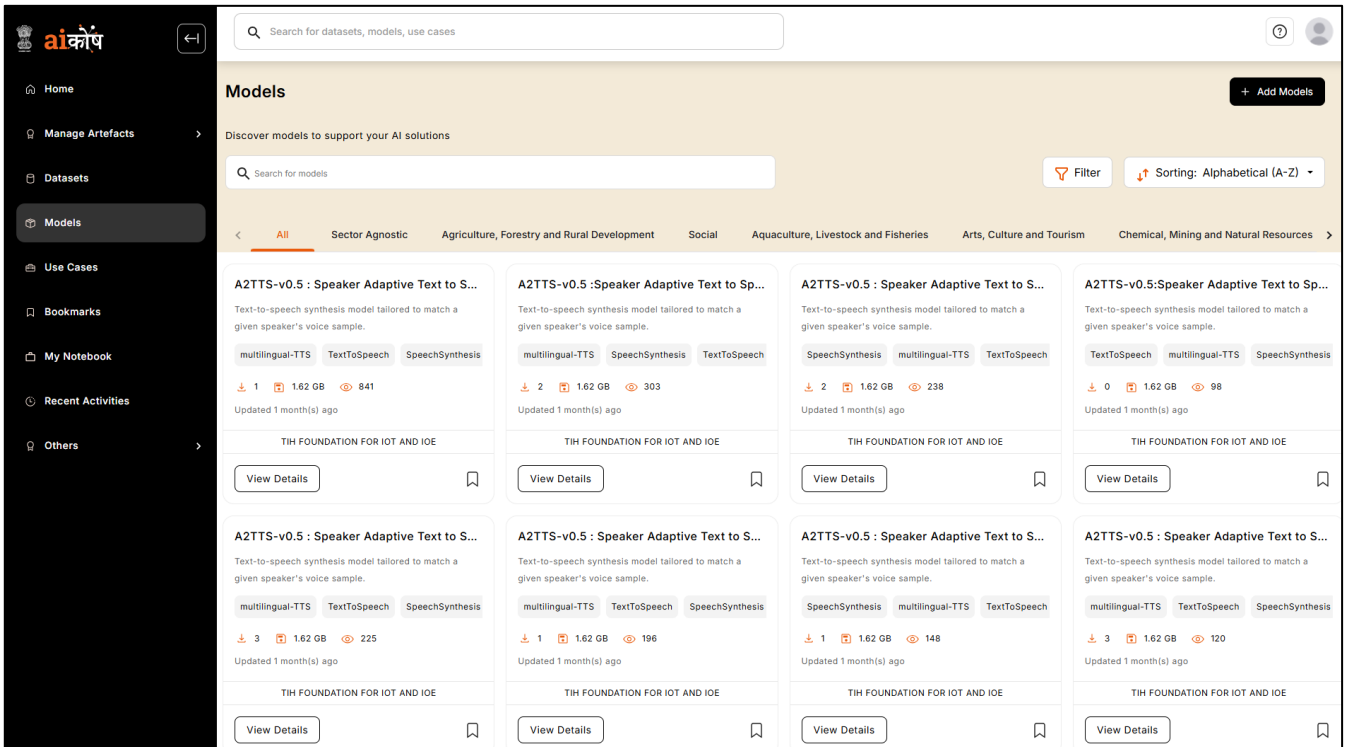 aiकोष
Search for datasets, models, use cases
Home
Manage Artefacts
Datasets
Models
Use Cases
Bookmarks
My Notebook
Recent Activities
Others
Models
+ Add Models
Discover models to support your AI solutions
Search for models
Filter
Sorting: Alphabetical (A-Z)
All Sector Agnostic Agriculture, Forestry and Rural Development Social Aquaculture, Livestock and Fisheries Arts, Culture and Tourism Chemical, Mining and Natural Resources
A2TTS-v0.5 : Speaker Adaptive Text to S...
Text-to-speech synthesis model tailored to match a
given speaker's voice sample.
multilingual-TTS TextToSpeech SpeechSynthesis
1 1.62 GB 841
Updated 1 month(s) ago
TIH FOUNDATION FOR IOT AND IOE
View Details
A2TTS-v0.5 :Speaker Adaptive Text to Sp...
Text-to-speech synthesis model tailored to match a
given speaker's voice sample.
multilingual-TTS SpeechSynthesis TextToSpeech
2 1.62 GB 303
Updated 1 month(s) ago
TIH FOUNDATION FOR IOT AND IOE
View Details
A2TTS-v0.5 : Speaker Adaptive Text to S...
Text-to-speech synthesis model tailored to match a
given speaker's voice sample.
SpeechSynthesis multilingual-TTS TextToSpeech
2 1.62 GB 238
Updated 1 month(s) ago
TIH FOUNDATION FOR IOT AND IOE
View Details
A2TTS-v0.5:Speaker Adaptive Text to Sp...
Text-to-speech synthesis model tailored to match a
given speaker's voice sample.
TextToSpeech multilingual-TTS SpeechSynthesis
0 1.62 GB 98
Updated 1 month(s) ago
TIH FOUNDATION FOR IOT AND IOE
View Details
A2TTS-v0.5 : Speaker Adaptive Text to S...
Text-to-speech synthesis model tailored to match a
given speaker's voice sample.
multilingual-TTS TextToSpeech SpeechSynthesis
3 1.62 GB 225
Updated 1 month(s) ago
TIH FOUNDATION FOR IOT AND IOE
View Details
A2TTS-v0.5 : Speaker Adaptive Text to S...
Text-to-speech synthesis model tailored to match a
given speaker's voice sample.
multilingual-TTS TextToSpeech SpeechSynthesis
1 1.62 GB 196
Updated 1 month(s) ago
TIH FOUNDATION FOR IOT AND IOE
View Details
A2TTS-v0.5 : Speaker Adaptive Text to S...
Text-to-speech synthesis model tailored to match a
given speaker's voice sample.
SpeechSynthesis multilingual-TTS TextToSpeech
1 1.62 GB 148
Updated 1 month(s) ago
TIH FOUNDATION FOR IOT AND IOE
View Details
A2TTS-v0.5 : Speaker Adaptive Text to S...
Text-to-speech synthesis model tailored to match a
given speaker's voice sample.
multilingual-TTS TextToSpeech SpeechSynthesis
3 1.62 GB 120
Updated 1 month(s) ago
TIH FOUNDATION FOR IOT AND IOE
View Details